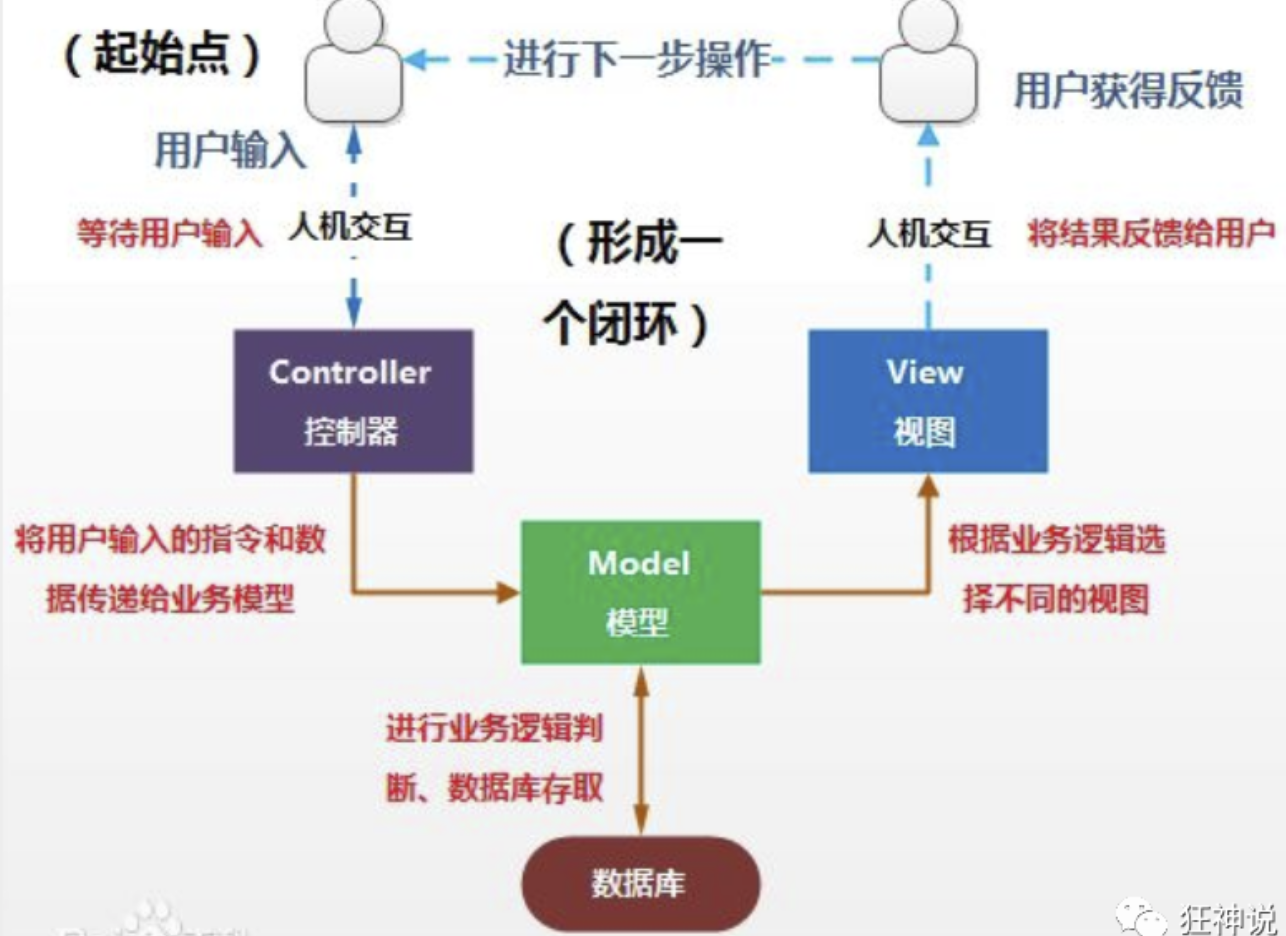 （起始点）
进行下一步操作
用户获得反馈
用户输入
等待用户输入
人机交互
（形成一
个闭环）
人机交互
将结果反馈给用户
Controller
控制器
View
视图
将用户输入的指令和数
据传递给业务模型
Model
模型
根据业务逻辑选
择不同的视图
进行业务逻辑判
断、数据库存取
数据库
狂神说